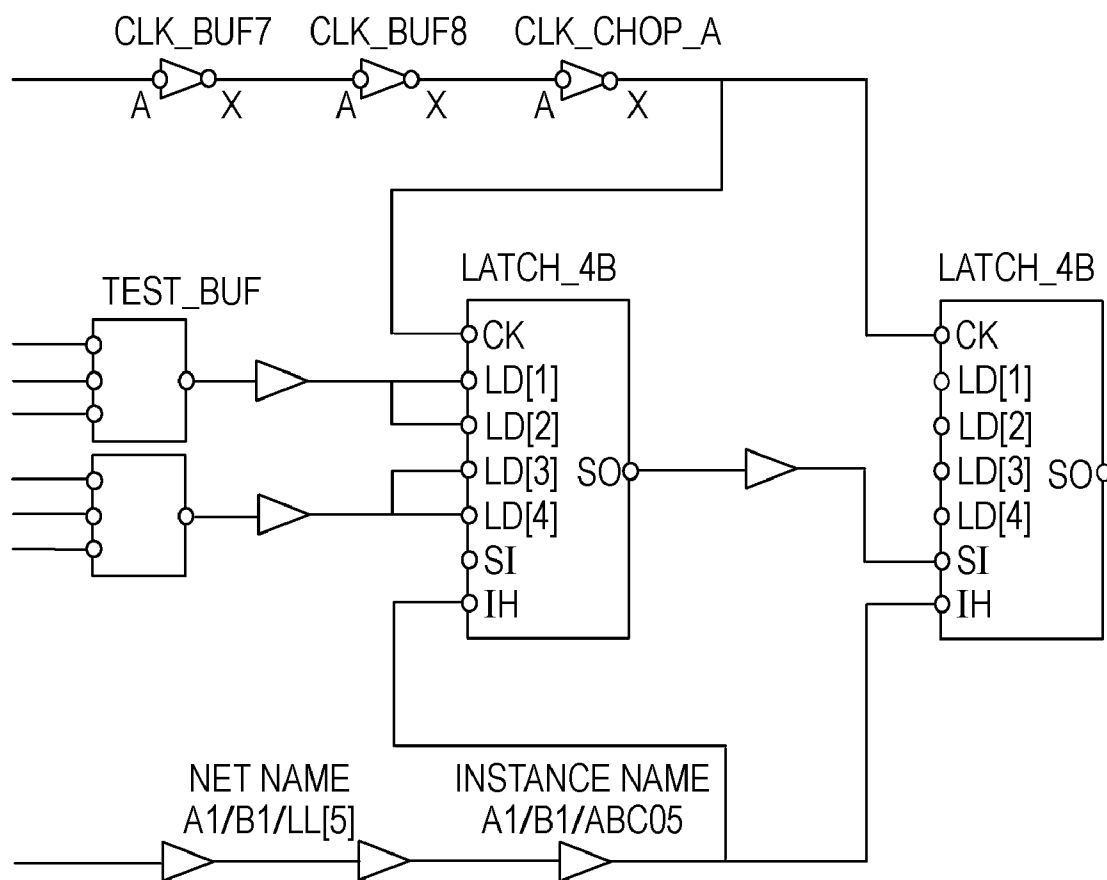 CLK_BUF7 CLK_BUF8 CLK_CHOP_A
A X A X A X
LATCH_4B LATCH_4B
TEST_BUF
CK CK
LD[1] LD[1]
LD[2] LD[2]
LD[3] SO LD[3] SO
LD[4] LD[4]
SI SI
IH IH
NET NAME INSTANCE NAME
A1/B1/LL[5] A1/B1/ABC05